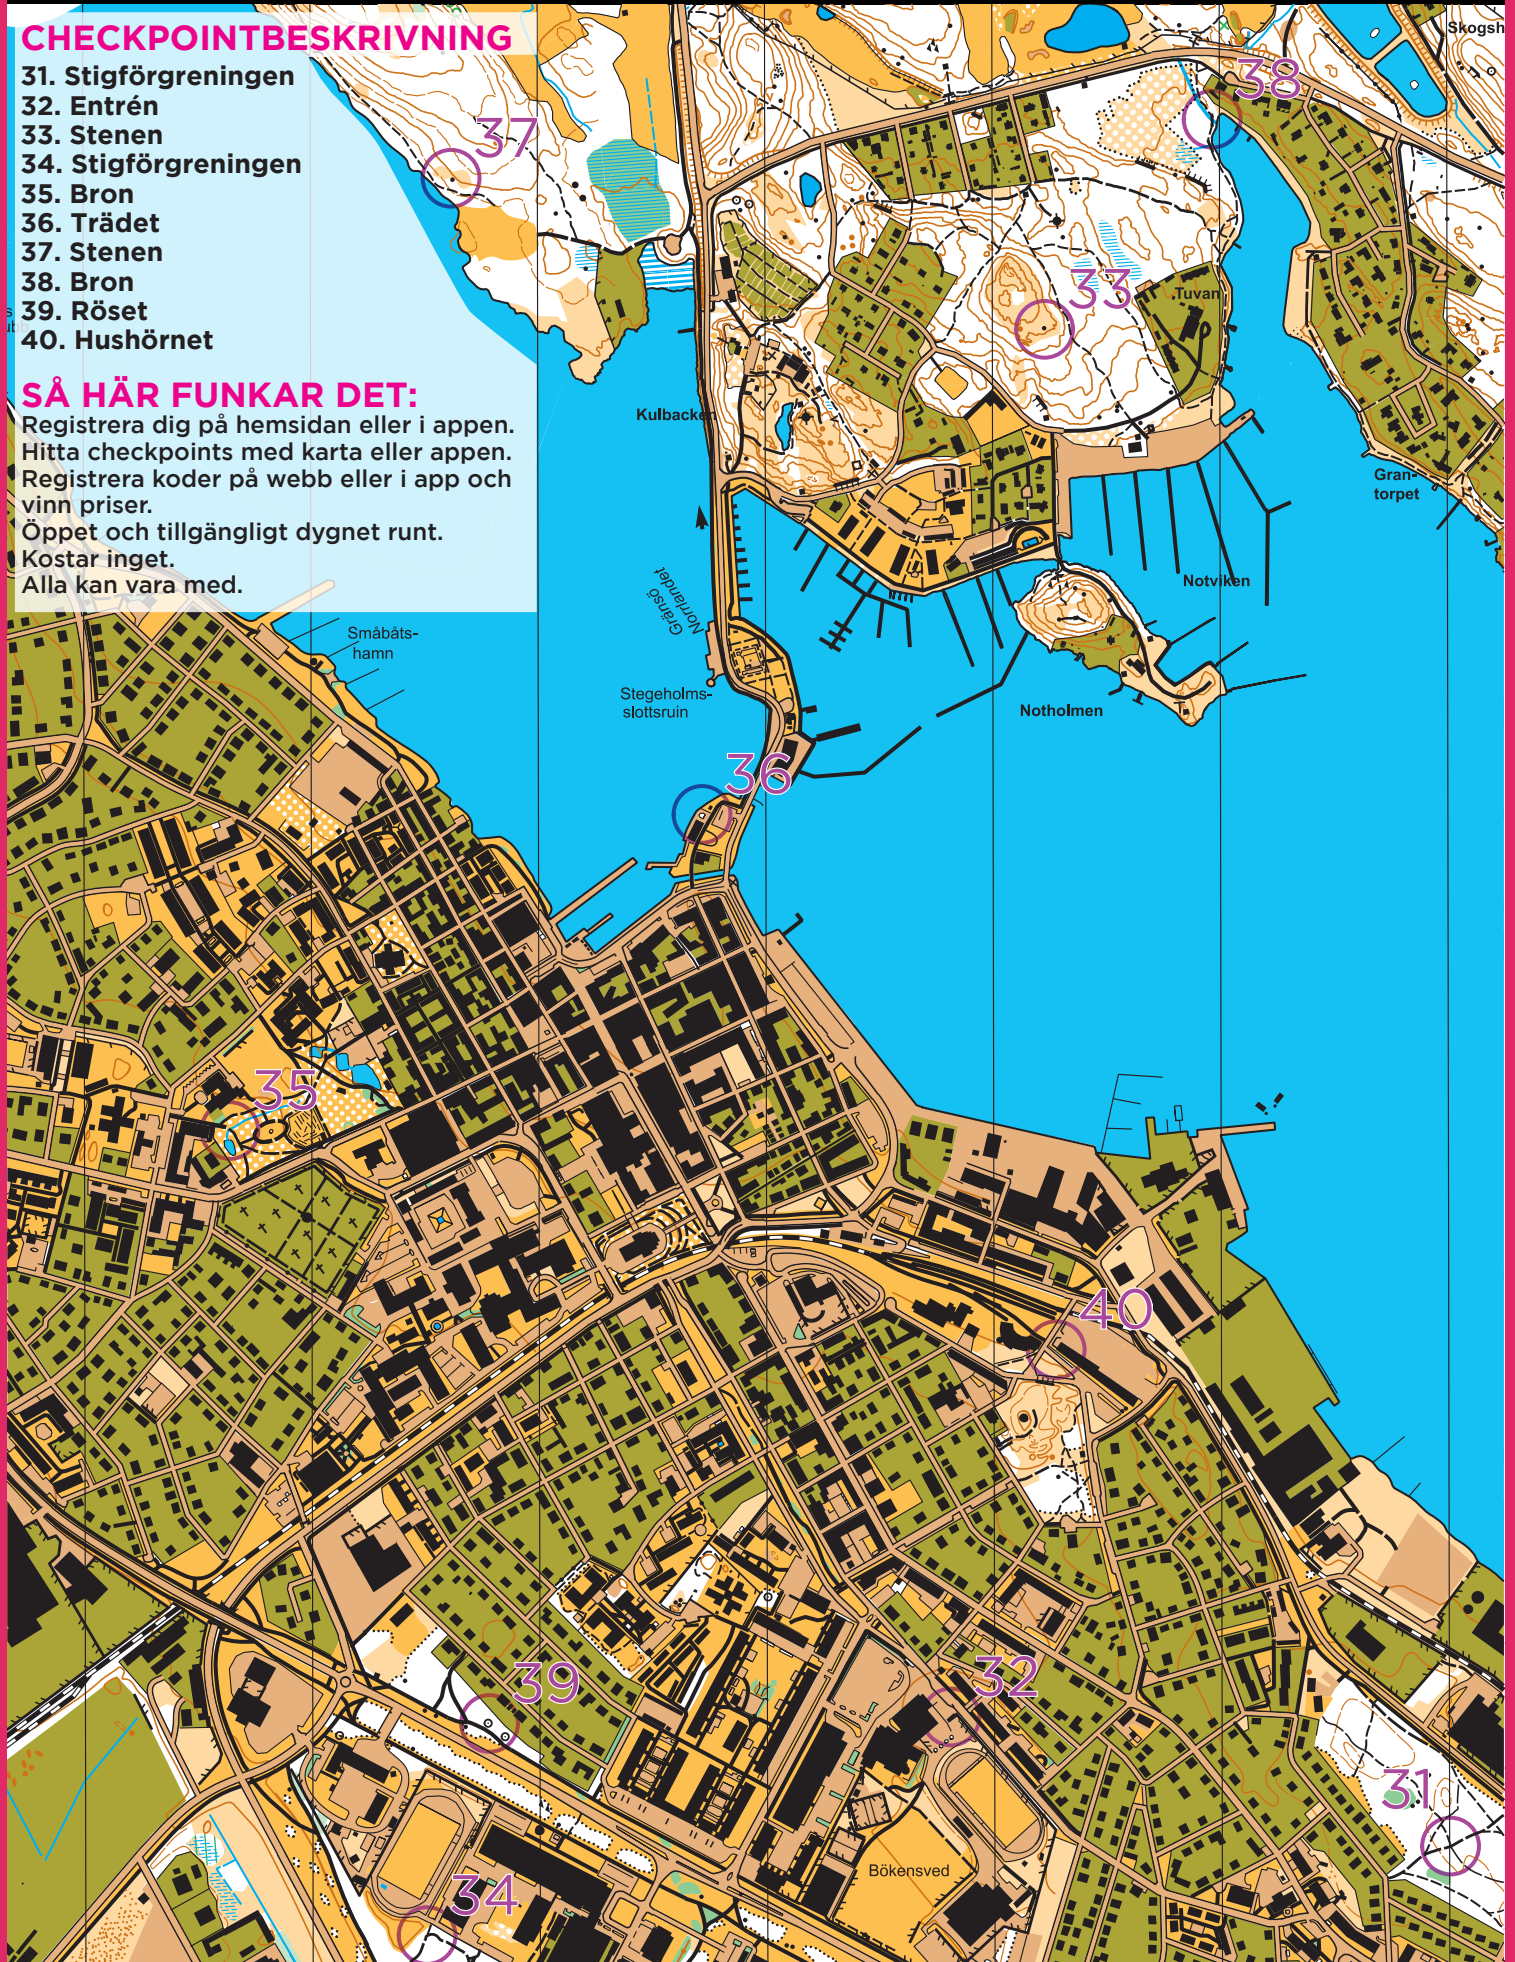 CHECKPOINTBESKRIVNING
31. Stigförgreningen
32. Entrén
33. Stenen
34. Stigförgreningen
35. Bron
36. Trädet
37. Stenen
38. Bron
39. Röset
40. Hushörnet
SÅ HÄR FUNKAR DET:
Registrera dig på hemsidan eller i appen.
Hitta checkpoints med karta eller appen.
Registrera koder på webb eller i app och
vinn priser.
Öppet och tillgängligt dygnet runt.
Kostar inget.
Alla kan vara med.
Skogsh
38
37
33
Tuvan
Kulbacken
Gran-
torpet
Notviken
Gränsö
Norrlandet
Småbåts-
hamn
Stegeholms-
slottsruin
Notholmen
36
35
40
39
32
31
Bökensved
34